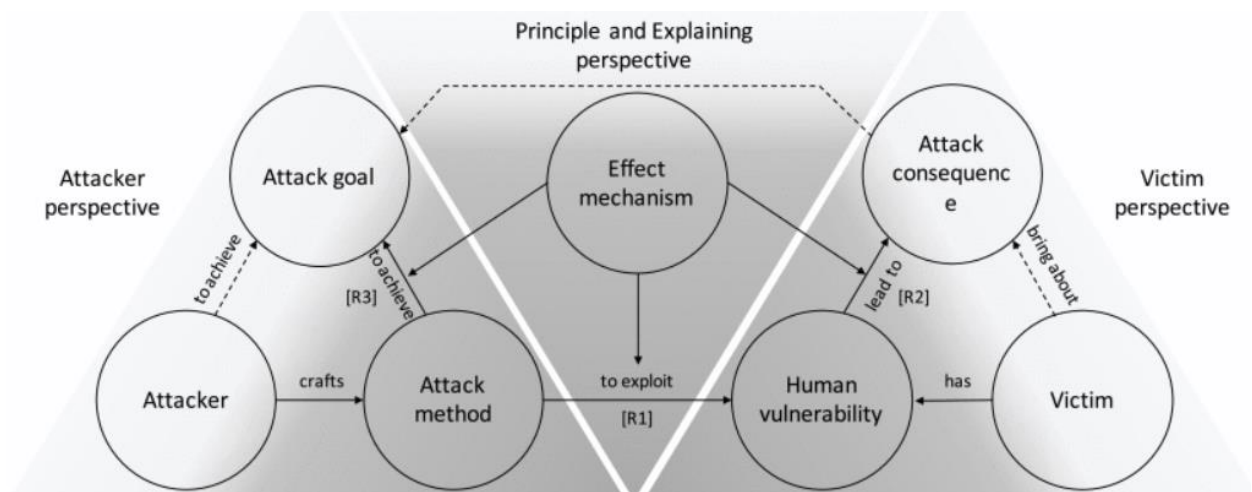 Principle and Explaining
perspective
Attacker
perspective
Attack goal
Effect
mechanism
Attack
consequenc
e
Victim
perspective
to achieve
to achieve
[R3]
lead to
[R2]
bring about
Attacker
crafts
Attack
method
to exploit
[R1]
Human
vulnerability
has
Victim